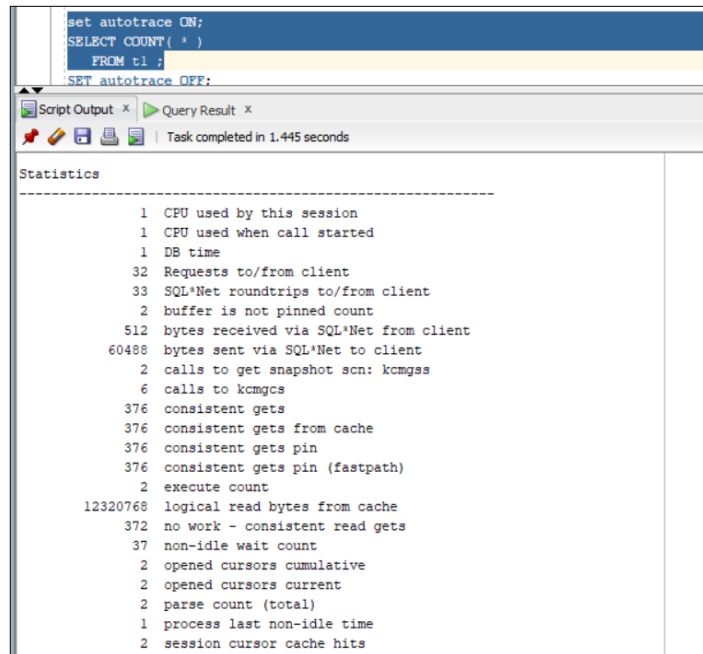 set autotrace ON;
SELECT COUNT( * )
FROM t1 ;
SET autotrace OFF;
Script Output x Query Result x
Task completed in 1.445 seconds
Statistics
-----------------------------------------------------------
1 CPU used by this session
1 CPU used when call started
1 DB time
32 Requests to/from client
33 SQL*Net roundtrips to/from client
2 buffer is not pinned count
512 bytes received via SQL*Net from client
60488 bytes sent via SQL*Net to client
2 calls to get snapshot scn: kcmgss
6 calls to kcmgcs
376 consistent gets
376 consistent gets from cache
376 consistent gets pin
376 consistent gets pin (fastpath)
2 execute count
12320768 logical read bytes from cache
372 no work - consistent read gets
37 non-idle wait count
2 opened cursors cumulative
2 opened cursors current
2 parse count (total)
1 process last non-idle time
2 session cursor cache hits